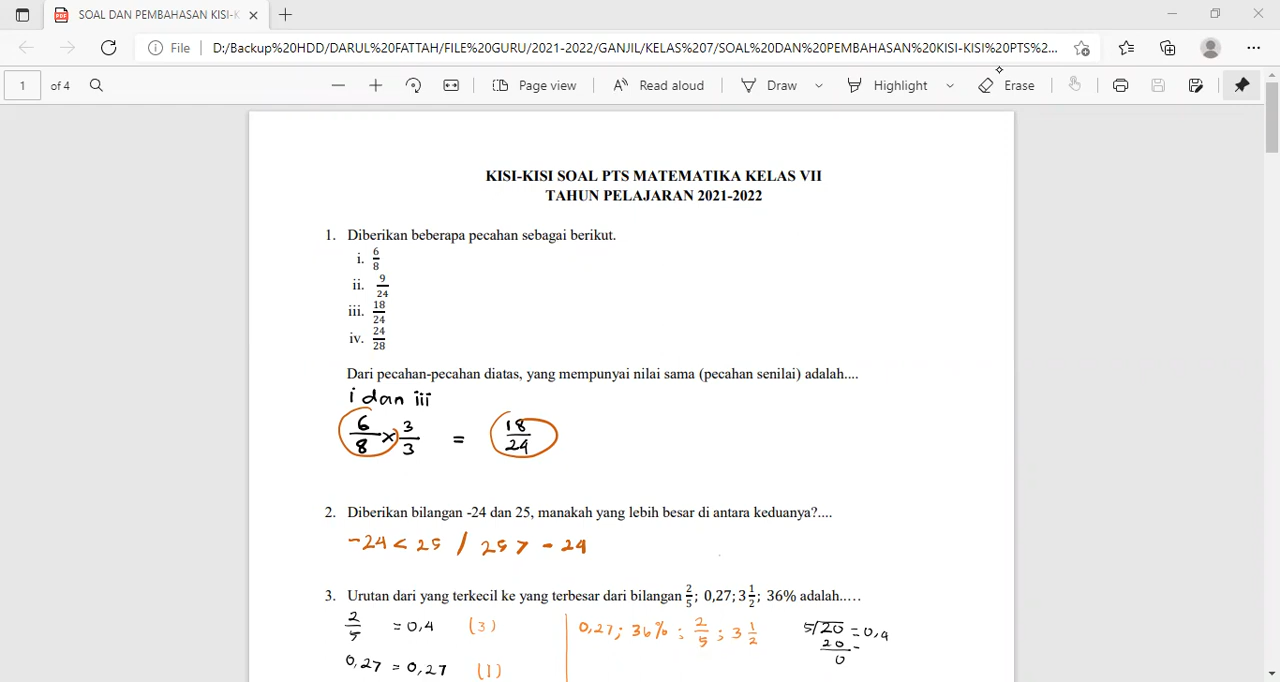 SOAL DAN PEMBAHASAN KISI-K
File D:/Backup%20HDD/DARUL%20FATTAH/FILE%20GURU/2021-2022/GANJIL/KELAS%207/SOAL%20DAN%20PEMBAHASAN%20KISI-KISI%20PTS%2...
1 of 4 Page view Read aloud Draw Highlight Erase
KISI-KISI SOAL PTS MATEMATIKA KELAS VII
TAHUN PELAJARAN 2021-2022
1. Diberikan beberapa pecahan sebagai berikut.
i. 6/8
ii. 9/24
iii. 18/24
iv. 24/28
Dari pecahan-pecahan diatas, yang mempunyai nilai sama (pecahan senilai) adalah....
i dan iii
6/8 × 3/3 = 18/24
2. Diberikan bilangan -24 dan 25, manakah yang lebih besar di antara keduanya?....
-24 < 25 / 25 > -24
3. Urutan dari yang terkecil ke yang terbesar dari bilangan 2/5; 0,27; 3 1/2; 36% adalah.....
2/5 = 0,4 (3)
0,27 = 0,27 (1)
0,27; 36%; 2/5; 3 1/2
5/20 = 0,4
20
0